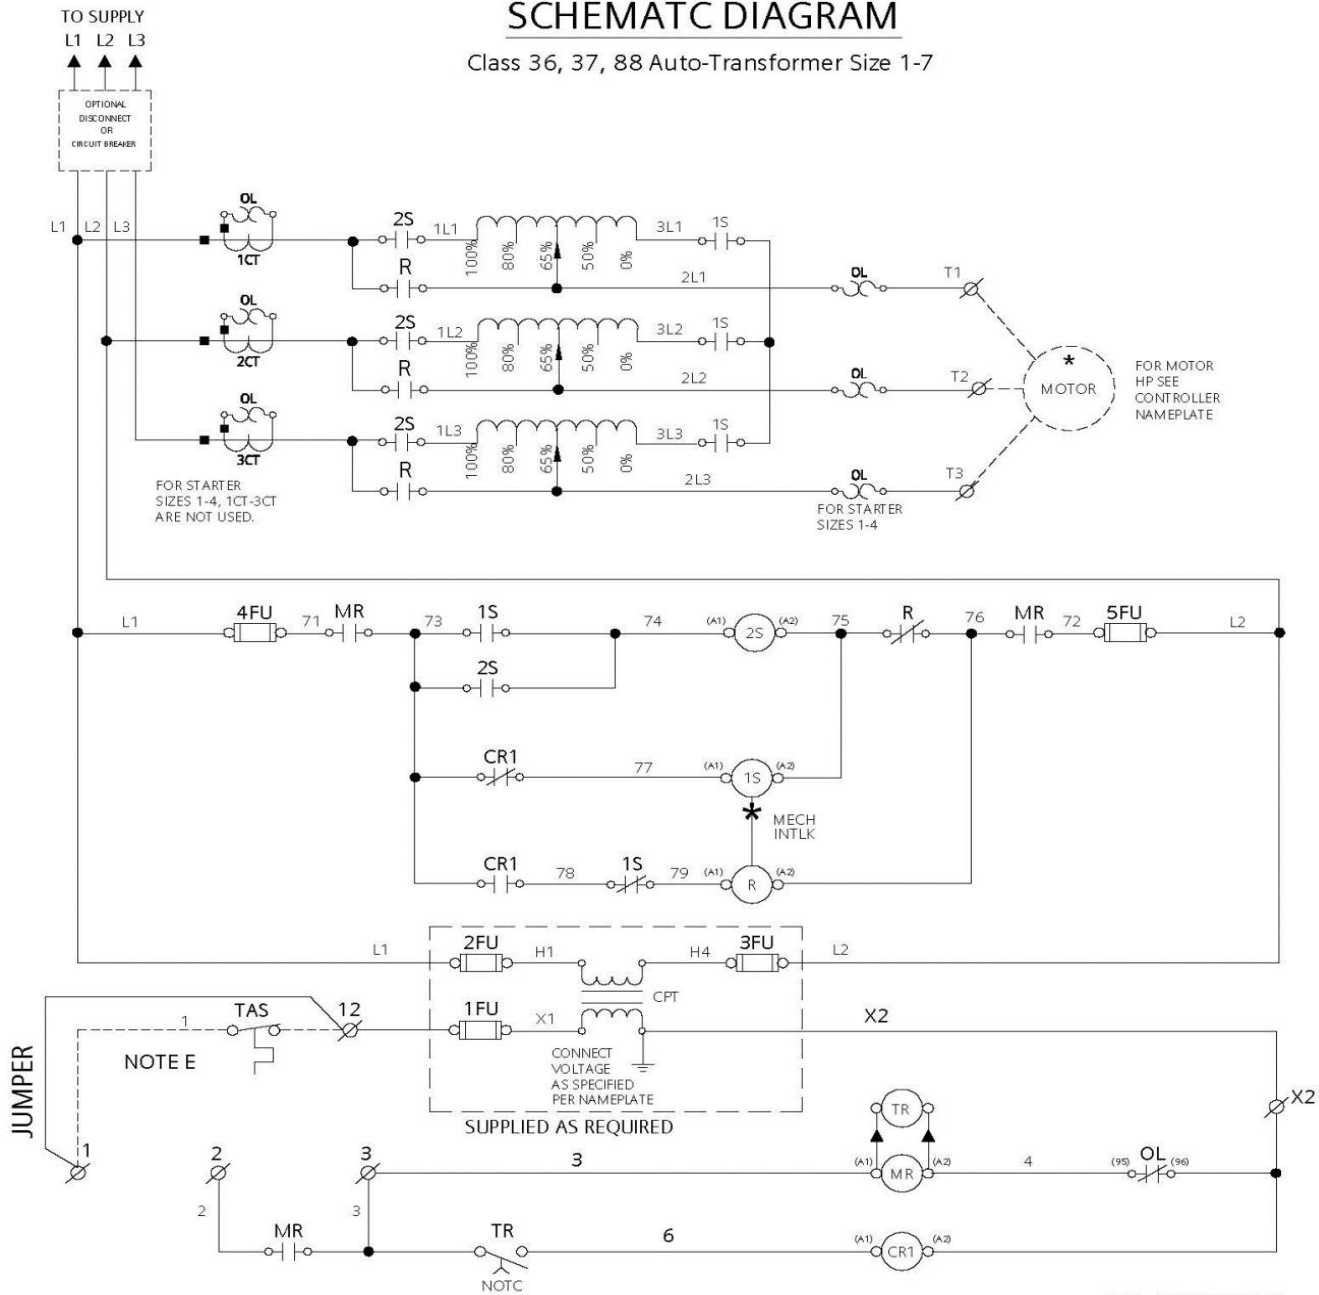 SCHEMATC DIAGRAM
Class 36, 37, 88 Auto-Transformer Size 1-7
TO SUPPLY
L1 L2 L3
OPTIONAL
DISCONNECT
OR
CIRCUIT BREAKER
L1 L2 L3
OL
1CT
2S
1L1
100% 80% 65% 50% 0%
3L1
1S
R
2L1
OL
T1
OL
2CT
2S
1L2
100% 80% 65% 50% 0%
3L2
1S
R
2L2
OL
T2
*
MOTOR
FOR MOTOR
HP SEE
CONTROLLER
NAMEPLATE
OL
3CT
2S
1L3
100% 80% 65% 50% 0%
3L3
1S
R
2L3
OL
T3
FOR STARTER
SIZES 1-4, 1CT-3CT
ARE NOT USED.
FOR STARTER
SIZES 1-4
L1 4FU 71 MR 73 1S 74 (A1) 2S (A2) 75 R 76 MR 72 5FU L2
2S
CR1 77 (A1) 1S (A2)
*
MECH
INTLK
CR1 78 1S 79 (A1) R (A2)
L1 2FU H1 H4 3FU L2
CPT
1 TAS 12 1FU X1 X2
NOTE E
CONNECT
VOLTAGE
AS SPECIFIED
PER NAMEPLATE
SUPPLIED AS REQUIRED
JUMPER
TR
X2
1 2 3 3 (A1) MR (A2) 4 (95) OL (96)
2 MR 3 TR 6 (A1) CR1 (A2)
NOTC